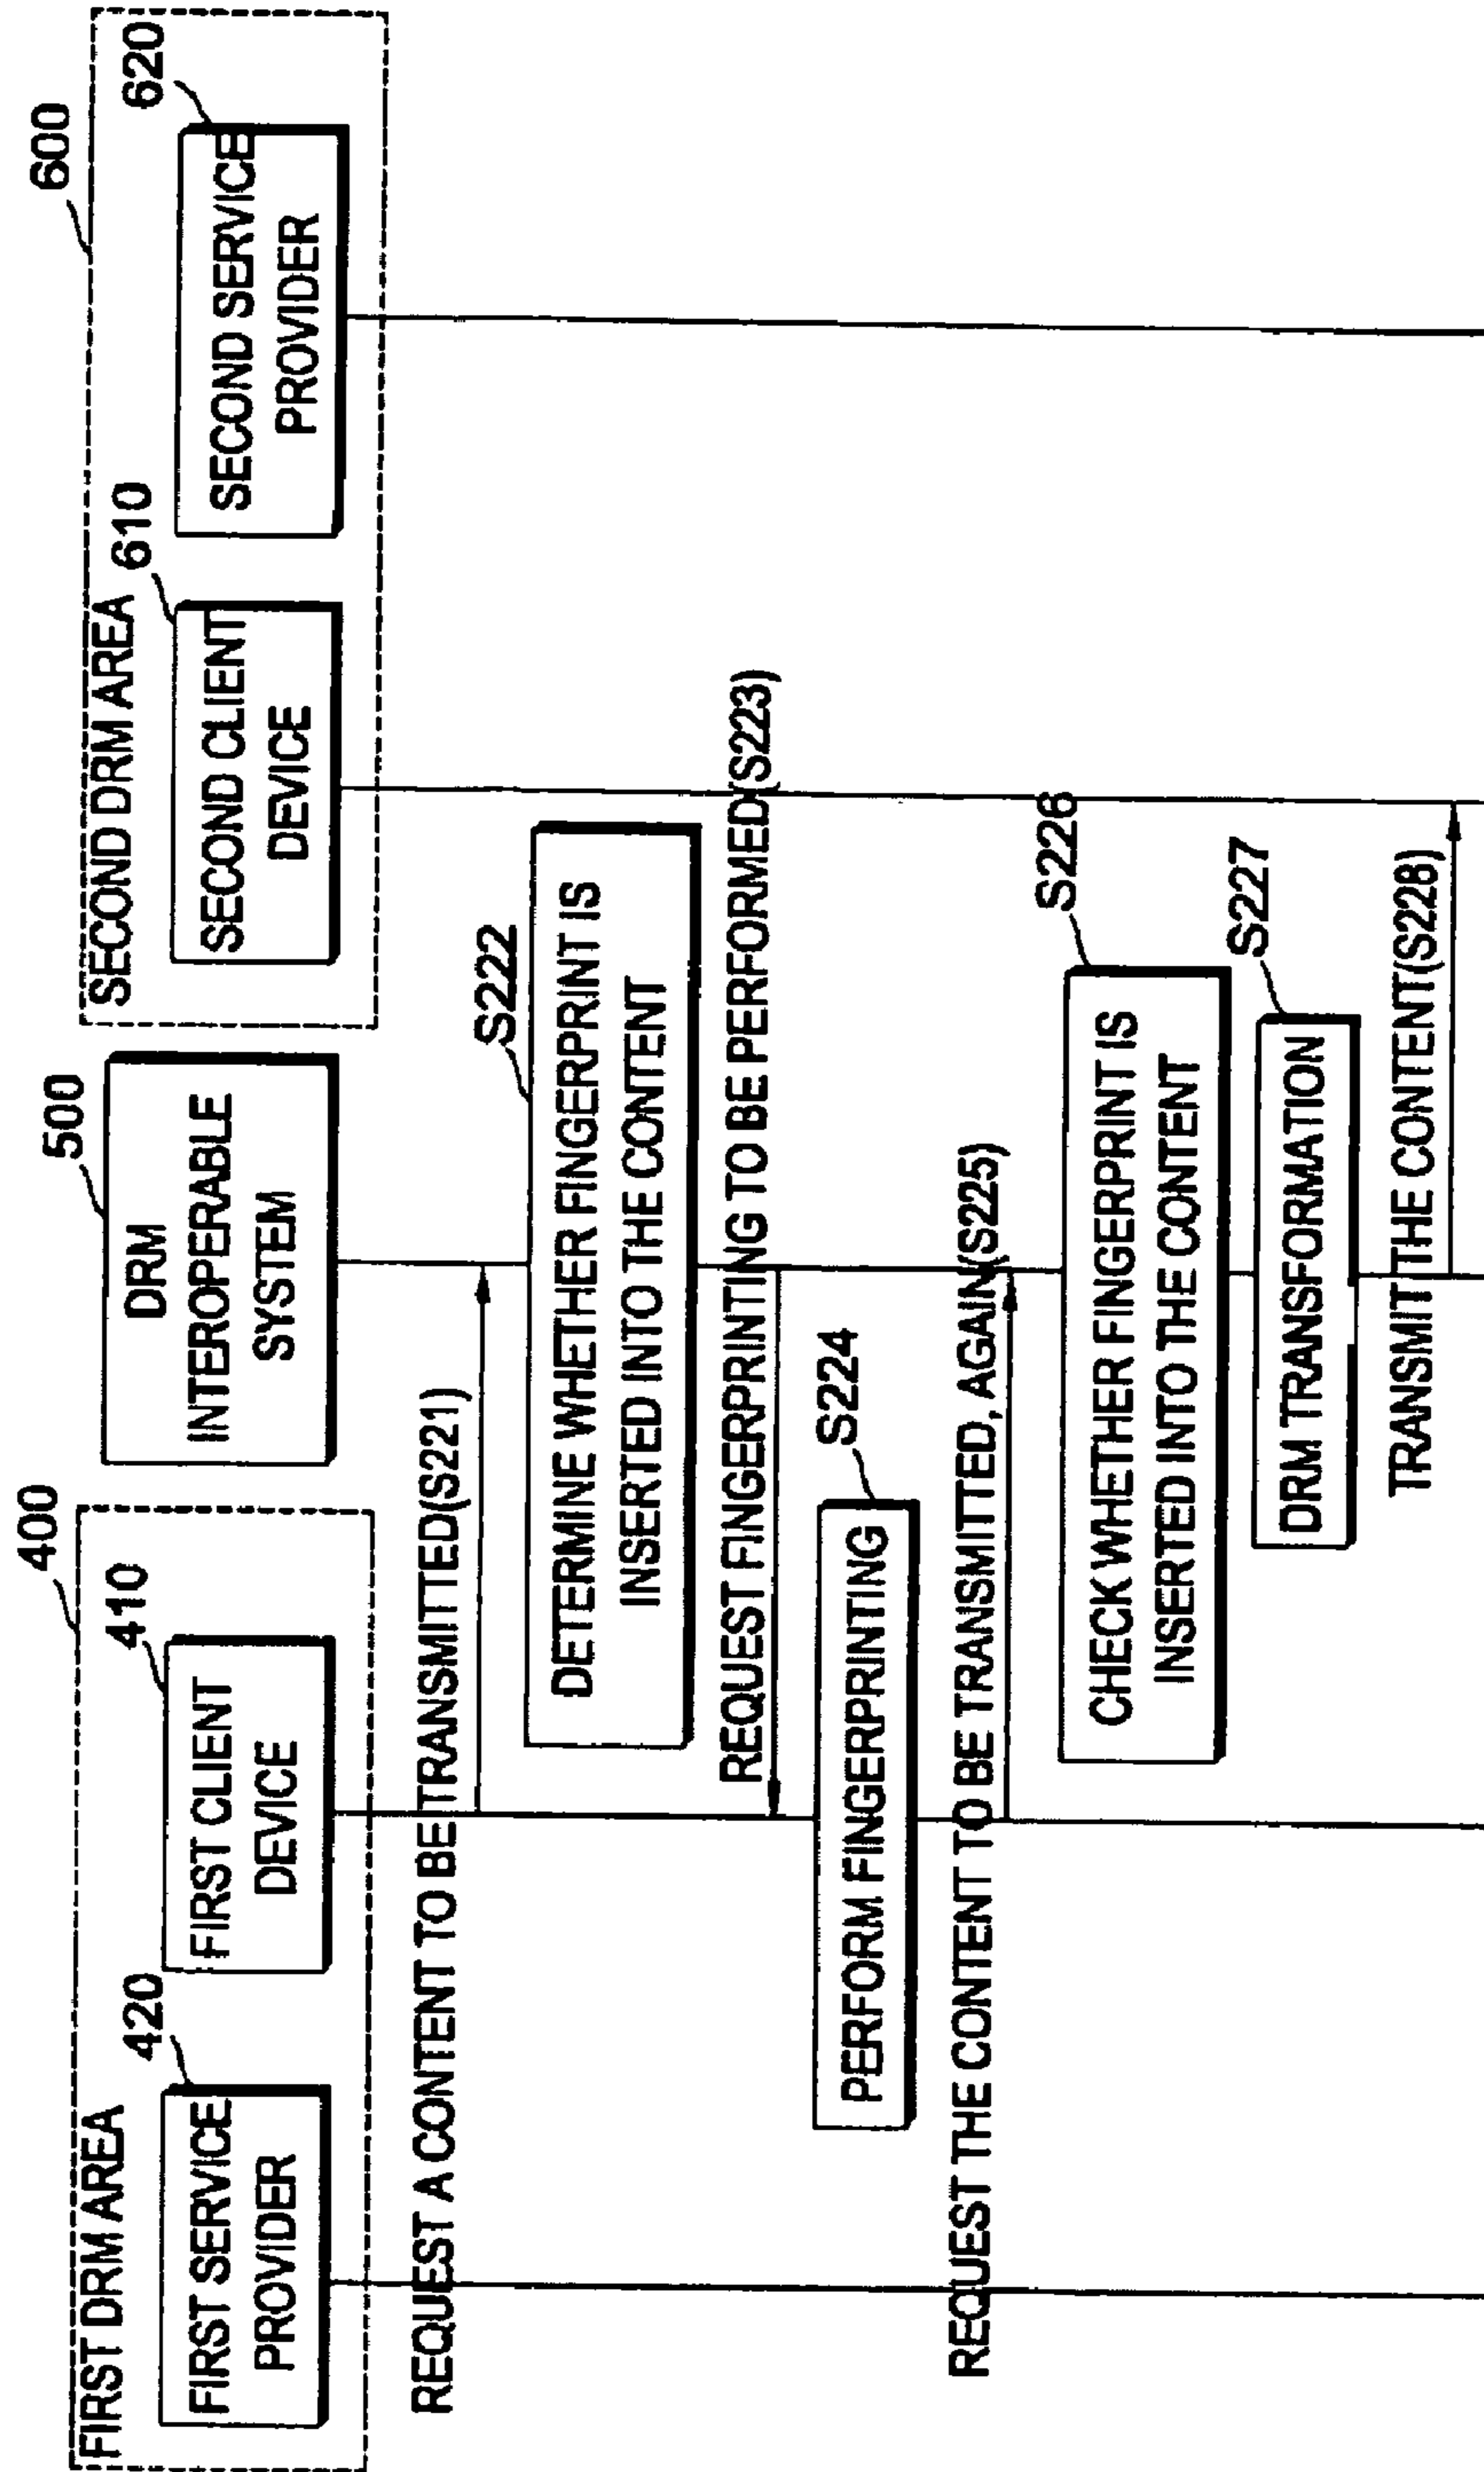 400
500
600
FIRST DRM AREA
SECOND DRM AREA
420
410
610
620
FIRST SERVICE
PROVIDER
FIRST CLIENT
DEVICE
DRM
INTEROPERABLE
SYSTEM
SECOND CLIENT
DEVICE
SECOND SERVICE
PROVIDER
REQUEST A CONTENT TO BE TRANSMITTED(S221)
S222
DETERMINE WHETHER FINGERPRINT IS
INSERTED INTO THE CONTENT
REQUEST FINGERPRINTING TO BE PERFORMED(S223)
S224
PERFORM FINGERPRINTING
REQUEST THE CONTENT TO BE TRANSMITTED, AGAIN(S225)
S226
CHECK WHETHER FINGERPRINT IS
INSERTED INTO THE CONTENT
S227
DRM TRANSFORMATION
TRANSMIT THE CONTENT(S228)